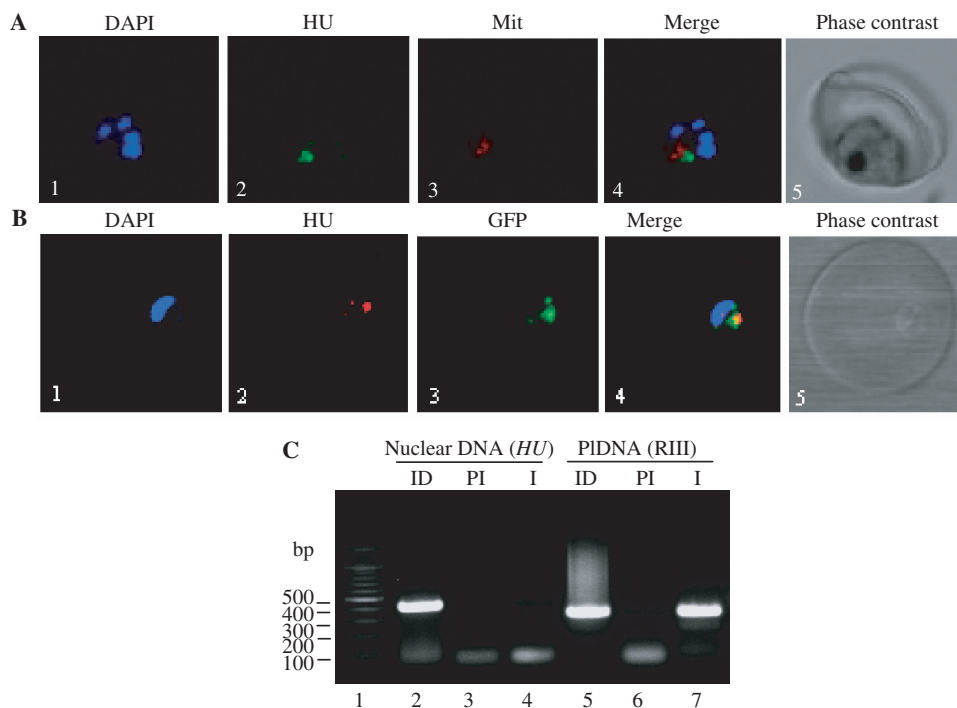 A DAPI HU Mit Merge Phase contrast
1 2 3 4 5
B DAPI HU GFP Merge Phase contrast
1 2 3 4 5
C Nuclear DNA (HU) PlDNA (RIII)
ID PI I ID PI I
bp
500
400
300
200
100
1 2 3 4 5 6 7